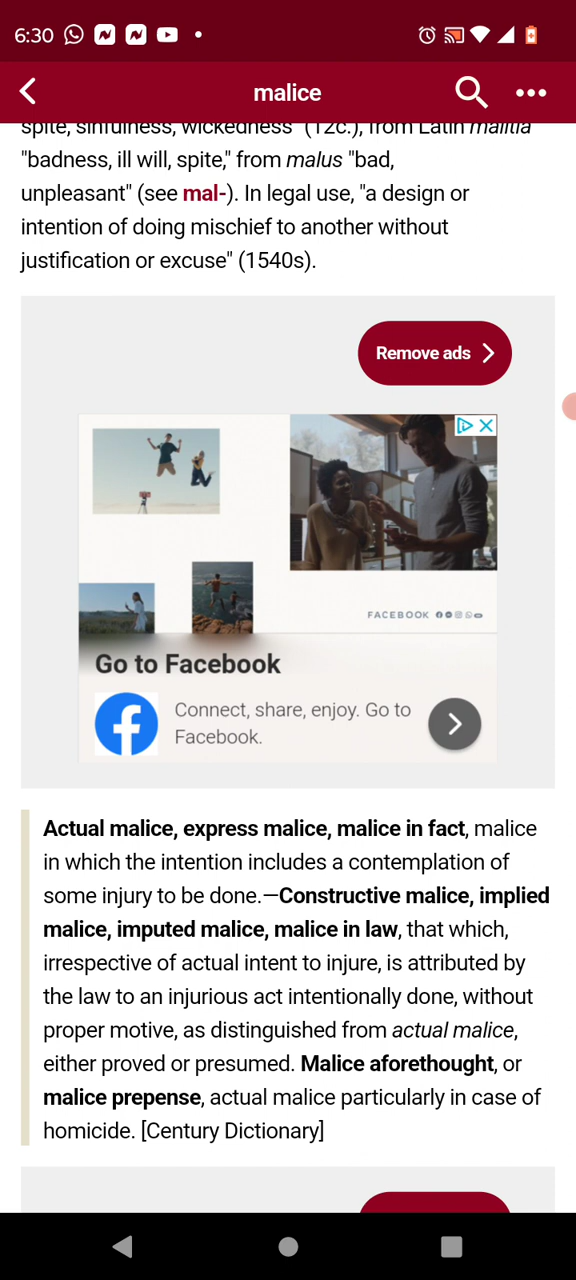 6:30
malice
spite, sinfulness, wickedness" (12c.), from Latin malitia
"badness, ill will, spite," from malus "bad,
unpleasant" (see mal-). In legal use, "a design or
intention of doing mischief to another without
justification or excuse" (1540s).
Remove ads
FACEBOOK
Go to Facebook
Connect, share, enjoy. Go to
Facebook.
Actual malice, express malice, malice in fact, malice
in which the intention includes a contemplation of
some injury to be done.—Constructive malice, implied
malice, imputed malice, malice in law, that which,
irrespective of actual intent to injure, is attributed by
the law to an injurious act intentionally done, without
proper motive, as distinguished from actual malice,
either proved or presumed. Malice aforethought, or
malice prepense, actual malice particularly in case of
homicide. [Century Dictionary]